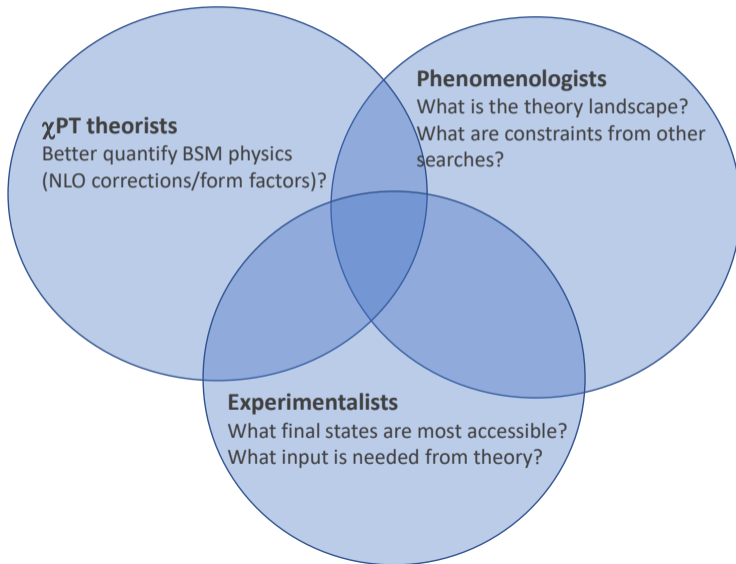 χPT theorists
Better quantify BSM physics
(NLO corrections/form factors)?
Phenomologists
What is the theory landscape?
What are constraints from other
searches?
Experimentalists
What final states are most accessible?
What input is needed from theory?